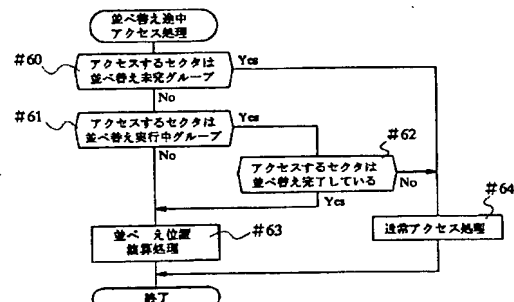 並べ替え途中
アクセス処理
#60
アクセスするセクタは
並べ替え未完グループ
Yes
No
#61
アクセスするセクタは
並べ替え実行中グループ
Yes
No
#62
アクセスするセクタは
並べ替え完了している
No
Yes
#63
並べ え位置
演算処理
#64
通常アクセス処理
終了